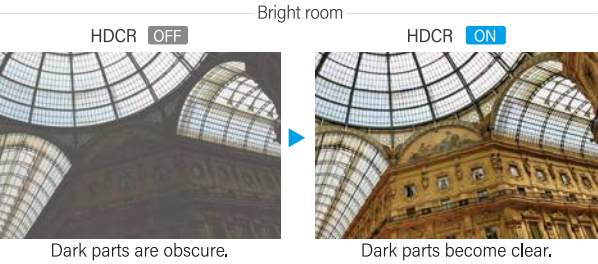 Bright room
HDCR OFF
HDCR ON
Dark parts are obscure.
Dark parts become clear.